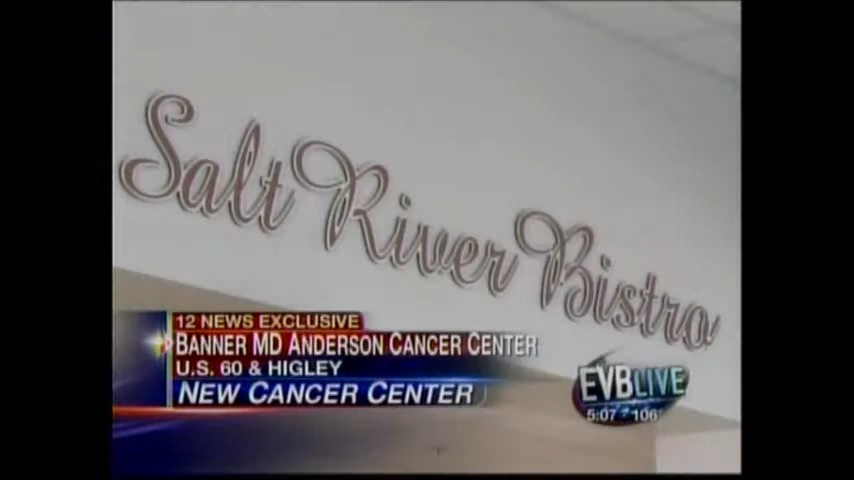 Salt River Bistro
12 NEWS EXCLUSIVE
BANNER MD ANDERSON CANCER CENTER
U.S. 60 & HIGLEY
NEW CANCER CENTER
EVBLIVE
5:07 106°